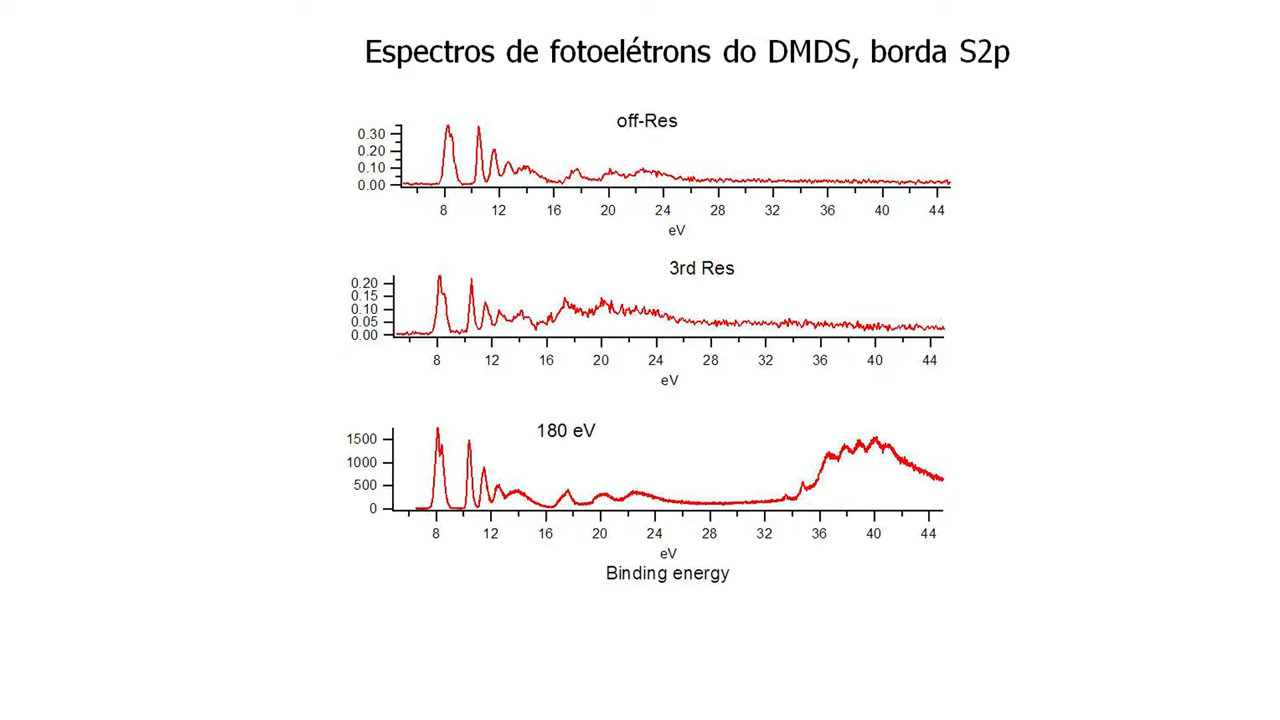 Espectros de fotoelétrons do DMDS, borda S2p
off-Res
0.30
0.20
0.10
0.00
8 12 16 20 24 28 32 36 40 44
eV
3rd Res
0.20
0.15
0.10
0.05
0.00
8 12 16 20 24 28 32 36 40 44
eV
180 eV
1500
1000
500
0
8 12 16 20 24 28 32 36 40 44
eV
Binding energy